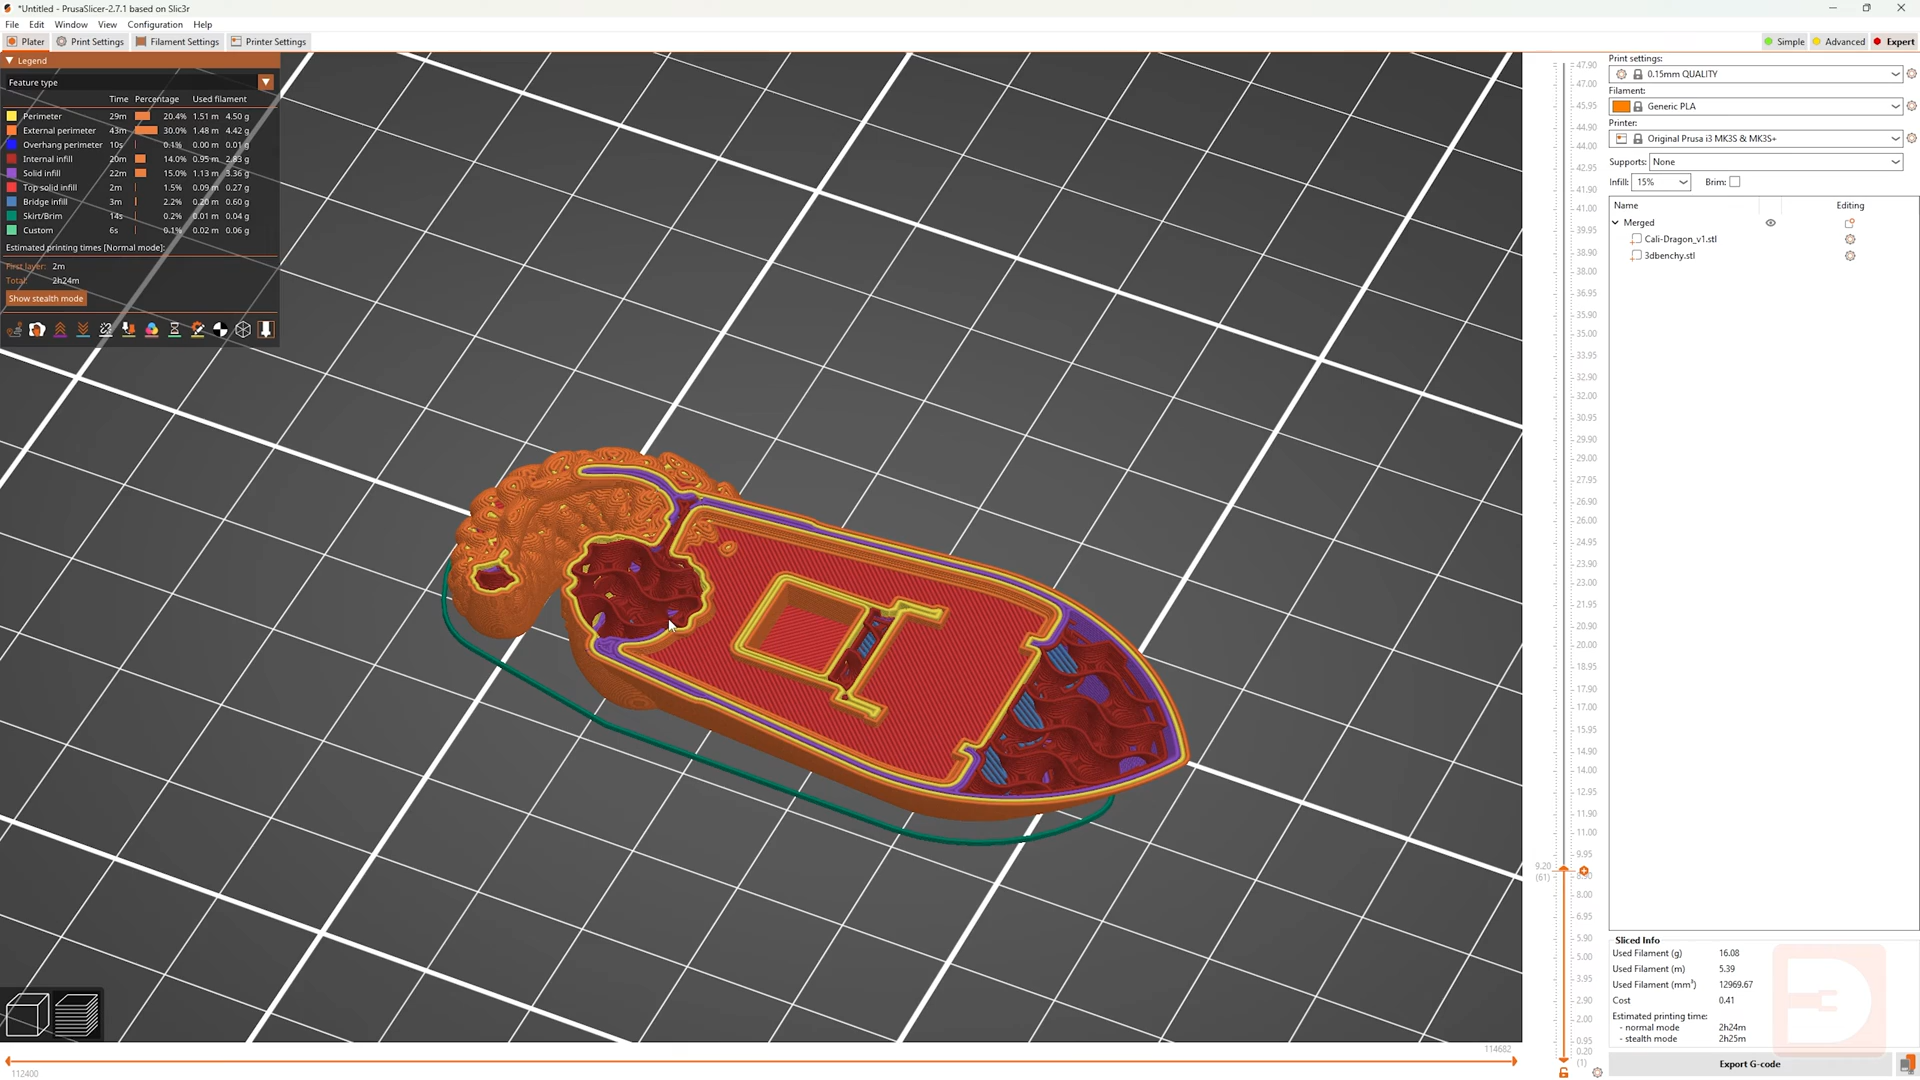 *Untitled - PrusaSlicer-2.7.1 based on Slic3r
File Edit Window View Configuration Help
Plater Print Settings Filament Settings Printer Settings Simple Advanced Expert
Legend
Feature type
Time Percentage Used filament
Perimeter 29m 20.4% 1.51 m 4.50 g
External perimeter 43m 30.0% 1.48 m 4.42 g
Overhang perimeter 10s 0.1% 0.00 m 0.01 g
Internal infill 20m 14.0% 0.95 m 2.83 g
Solid infill 22m 15.0% 1.13 m 3.36 g
Top solid infill 2m 1.5% 0.09 m 0.27 g
Bridge infill 3m 2.2% 0.20 m 0.60 g
Skirt/Brim 14s 0.2% 0.01 m 0.04 g
Custom 6s 0.1% 0.02 m 0.06 g
Estimated printing times [Normal mode]:
First layer: 2m
Total: 2h24m
Show stealth mode
47.90
47.00
45.95
44.90
44.00
42.95
41.90
41.00
39.95
38.90
38.00
36.95
35.90
35.00
33.95
32.90
32.00
30.95
29.90
29.00
27.95
26.90
26.00
24.95
23.90
23.00
21.95
20.90
20.00
18.95
17.90
17.00
15.95
14.90
14.00
12.95
11.90
11.00
9.95
9.20
(61)
8.90
8.00
6.95
5.90
5.00
3.95
2.90
2.00
0.95
0.20
(1)
114682
112400
Print settings:
0.15mm QUALITY
Filament:
Generic PLA
Printer:
Original Prusa i3 MK3S & MK3S+
Supports: None
Infill: 15% Brim:
Name Editing
Merged
Cali-Dragon_v1.stl
3dbenchy.stl
Sliced Info
Used Filament (g) 16.08
Used Filament (m) 5.39
Used Filament (mm³) 12969.67
Cost 0.41
Estimated printing time:
- normal mode 2h24m
- stealth mode 2h25m
Export G-code